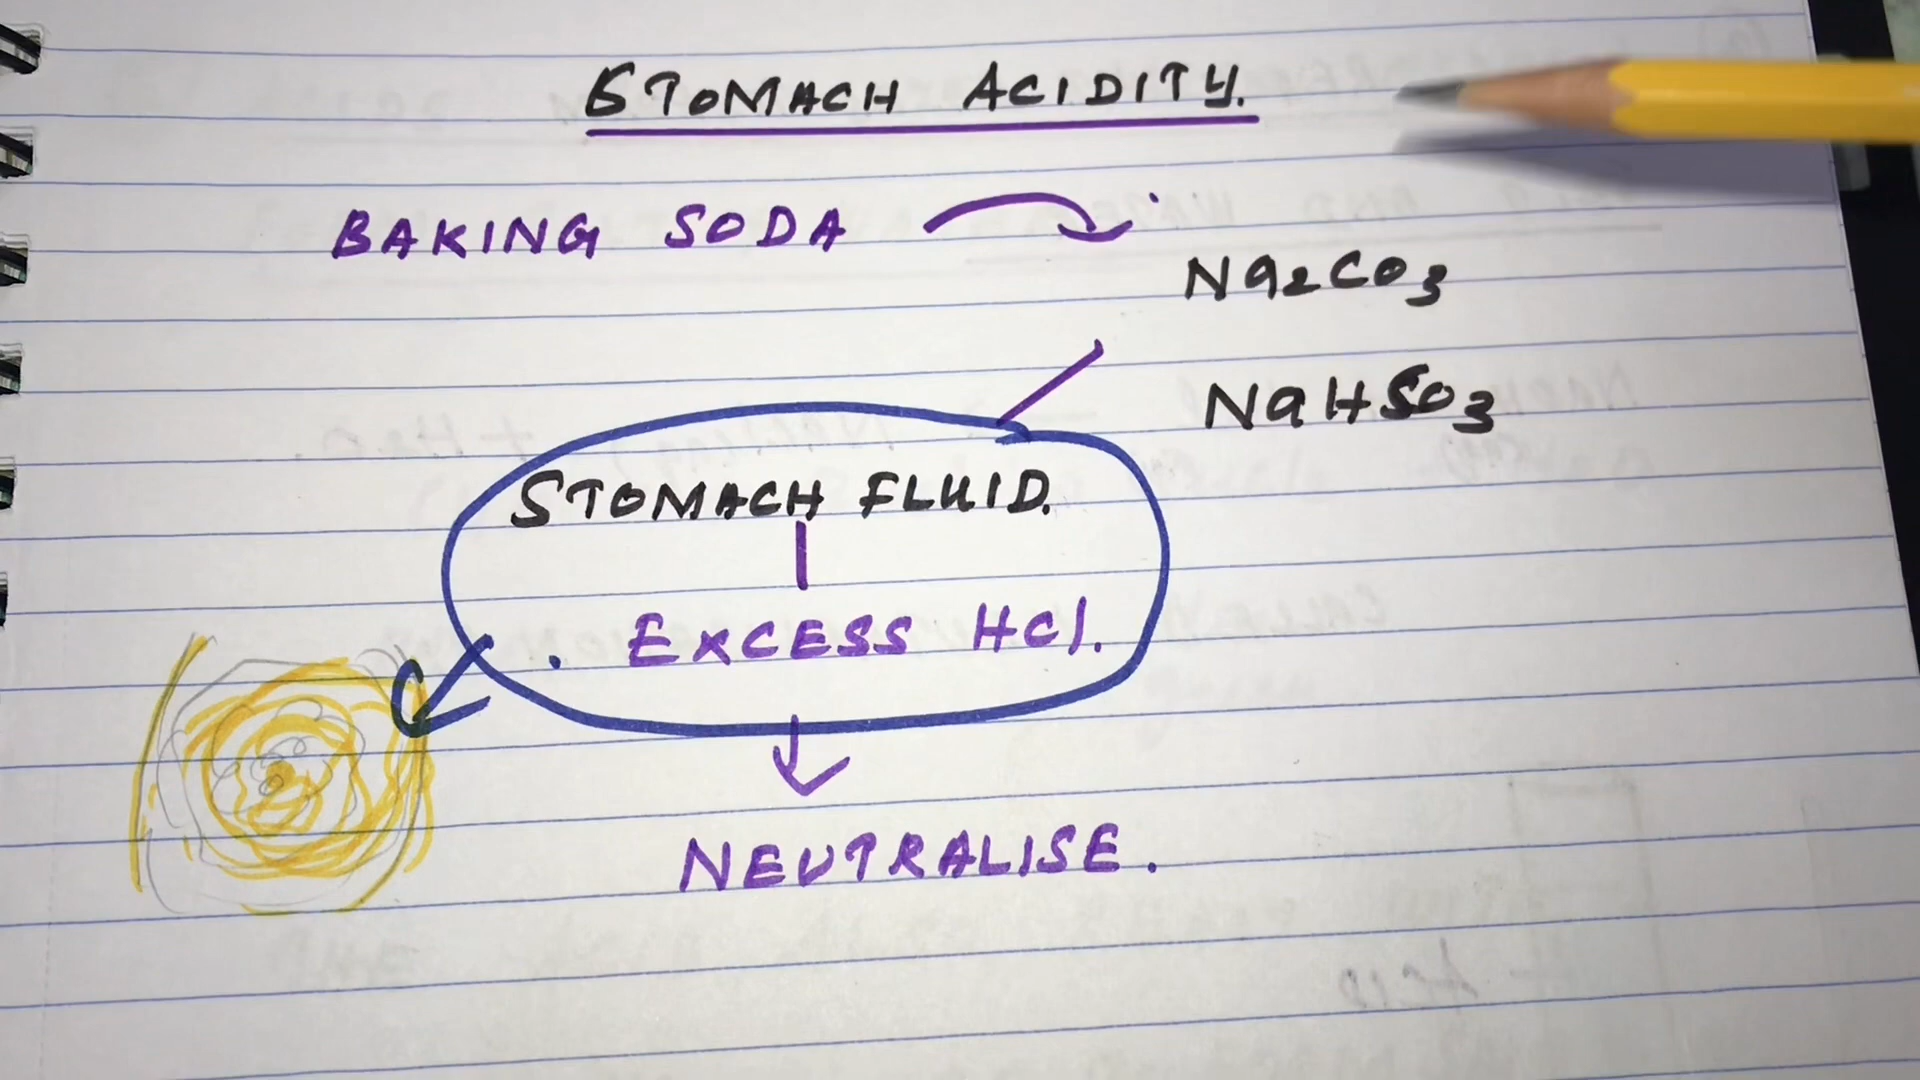 STOMACH ACIDITY.
BAKING SODA
Na2CO3
NaHSO3
STOMACH FLUID.
. EXCESS HCl.
NEUTRALISE.